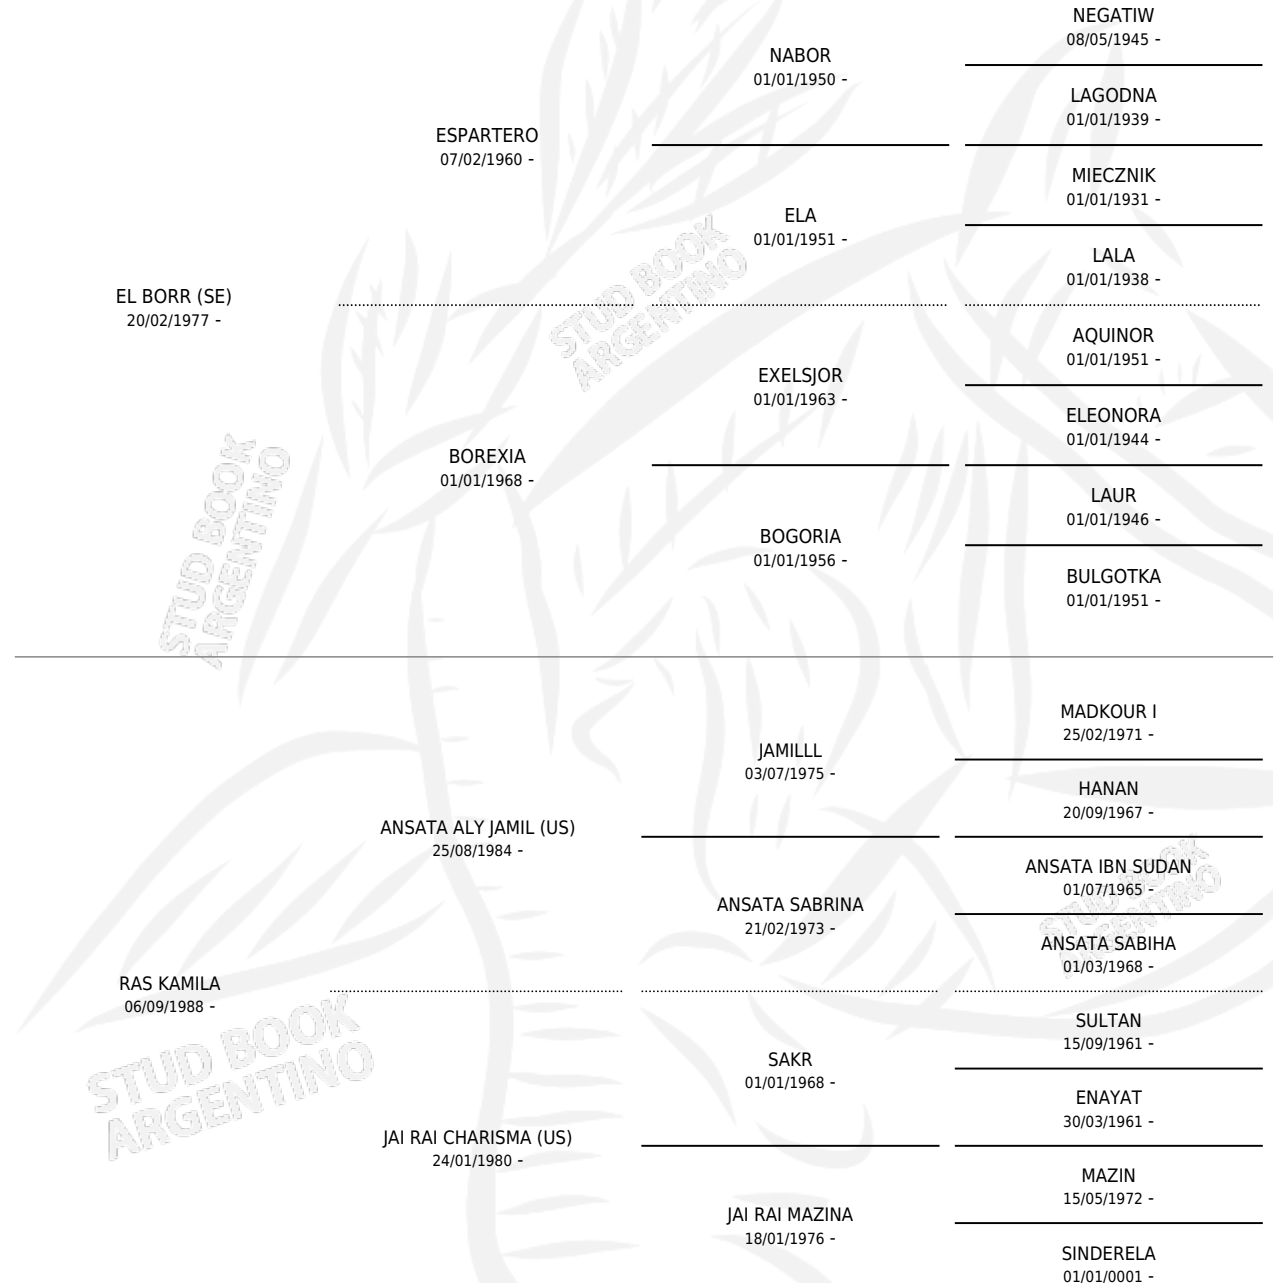 NEGATIW
08/05/1945 -
NABOR
01/01/1950 -
LAGODNA
01/01/1939 -
ESPARTERO
07/02/1960 -
MIECZNIK
01/01/1931 -
ELA
01/01/1951 -
LALA
01/01/1938 -
EL BORR (SE)
20/02/1977 -
AQUINOR
01/01/1951 -
EXELSJOR
01/01/1963 -
ELEONORA
01/01/1944 -
BOREXIA
01/01/1968 -
LAUR
01/01/1946 -
BOGORIA
01/01/1956 -
BULGOTKA
01/01/1951 -
STUD BOOK
ARGENTINO
STUD BOOK
ARGENTINO
MADKOUR I
25/02/1971 -
JAMILLL
03/07/1975 -
HANAN
20/09/1967 -
ANSATA ALY JAMIL (US)
25/08/1984 -
ANSATA IBN SUDAN
01/07/1965 -
ANSATA SABRINA
21/02/1973 -
ANSATA SABIHA
01/03/1968 -
RAS KAMILA
06/09/1988 -
SULTAN
15/09/1961 -
SAKR
01/01/1968 -
ENAYAT
30/03/1961 -
JAI RAI CHARISMA (US)
24/01/1980 -
MAZIN
15/05/1972 -
JAI RAI MAZINA
18/01/1976 -
SINDERELA
01/01/0001 -
STUD BOOK
ARGENTINO
STUD BOOK
ARGENTINO